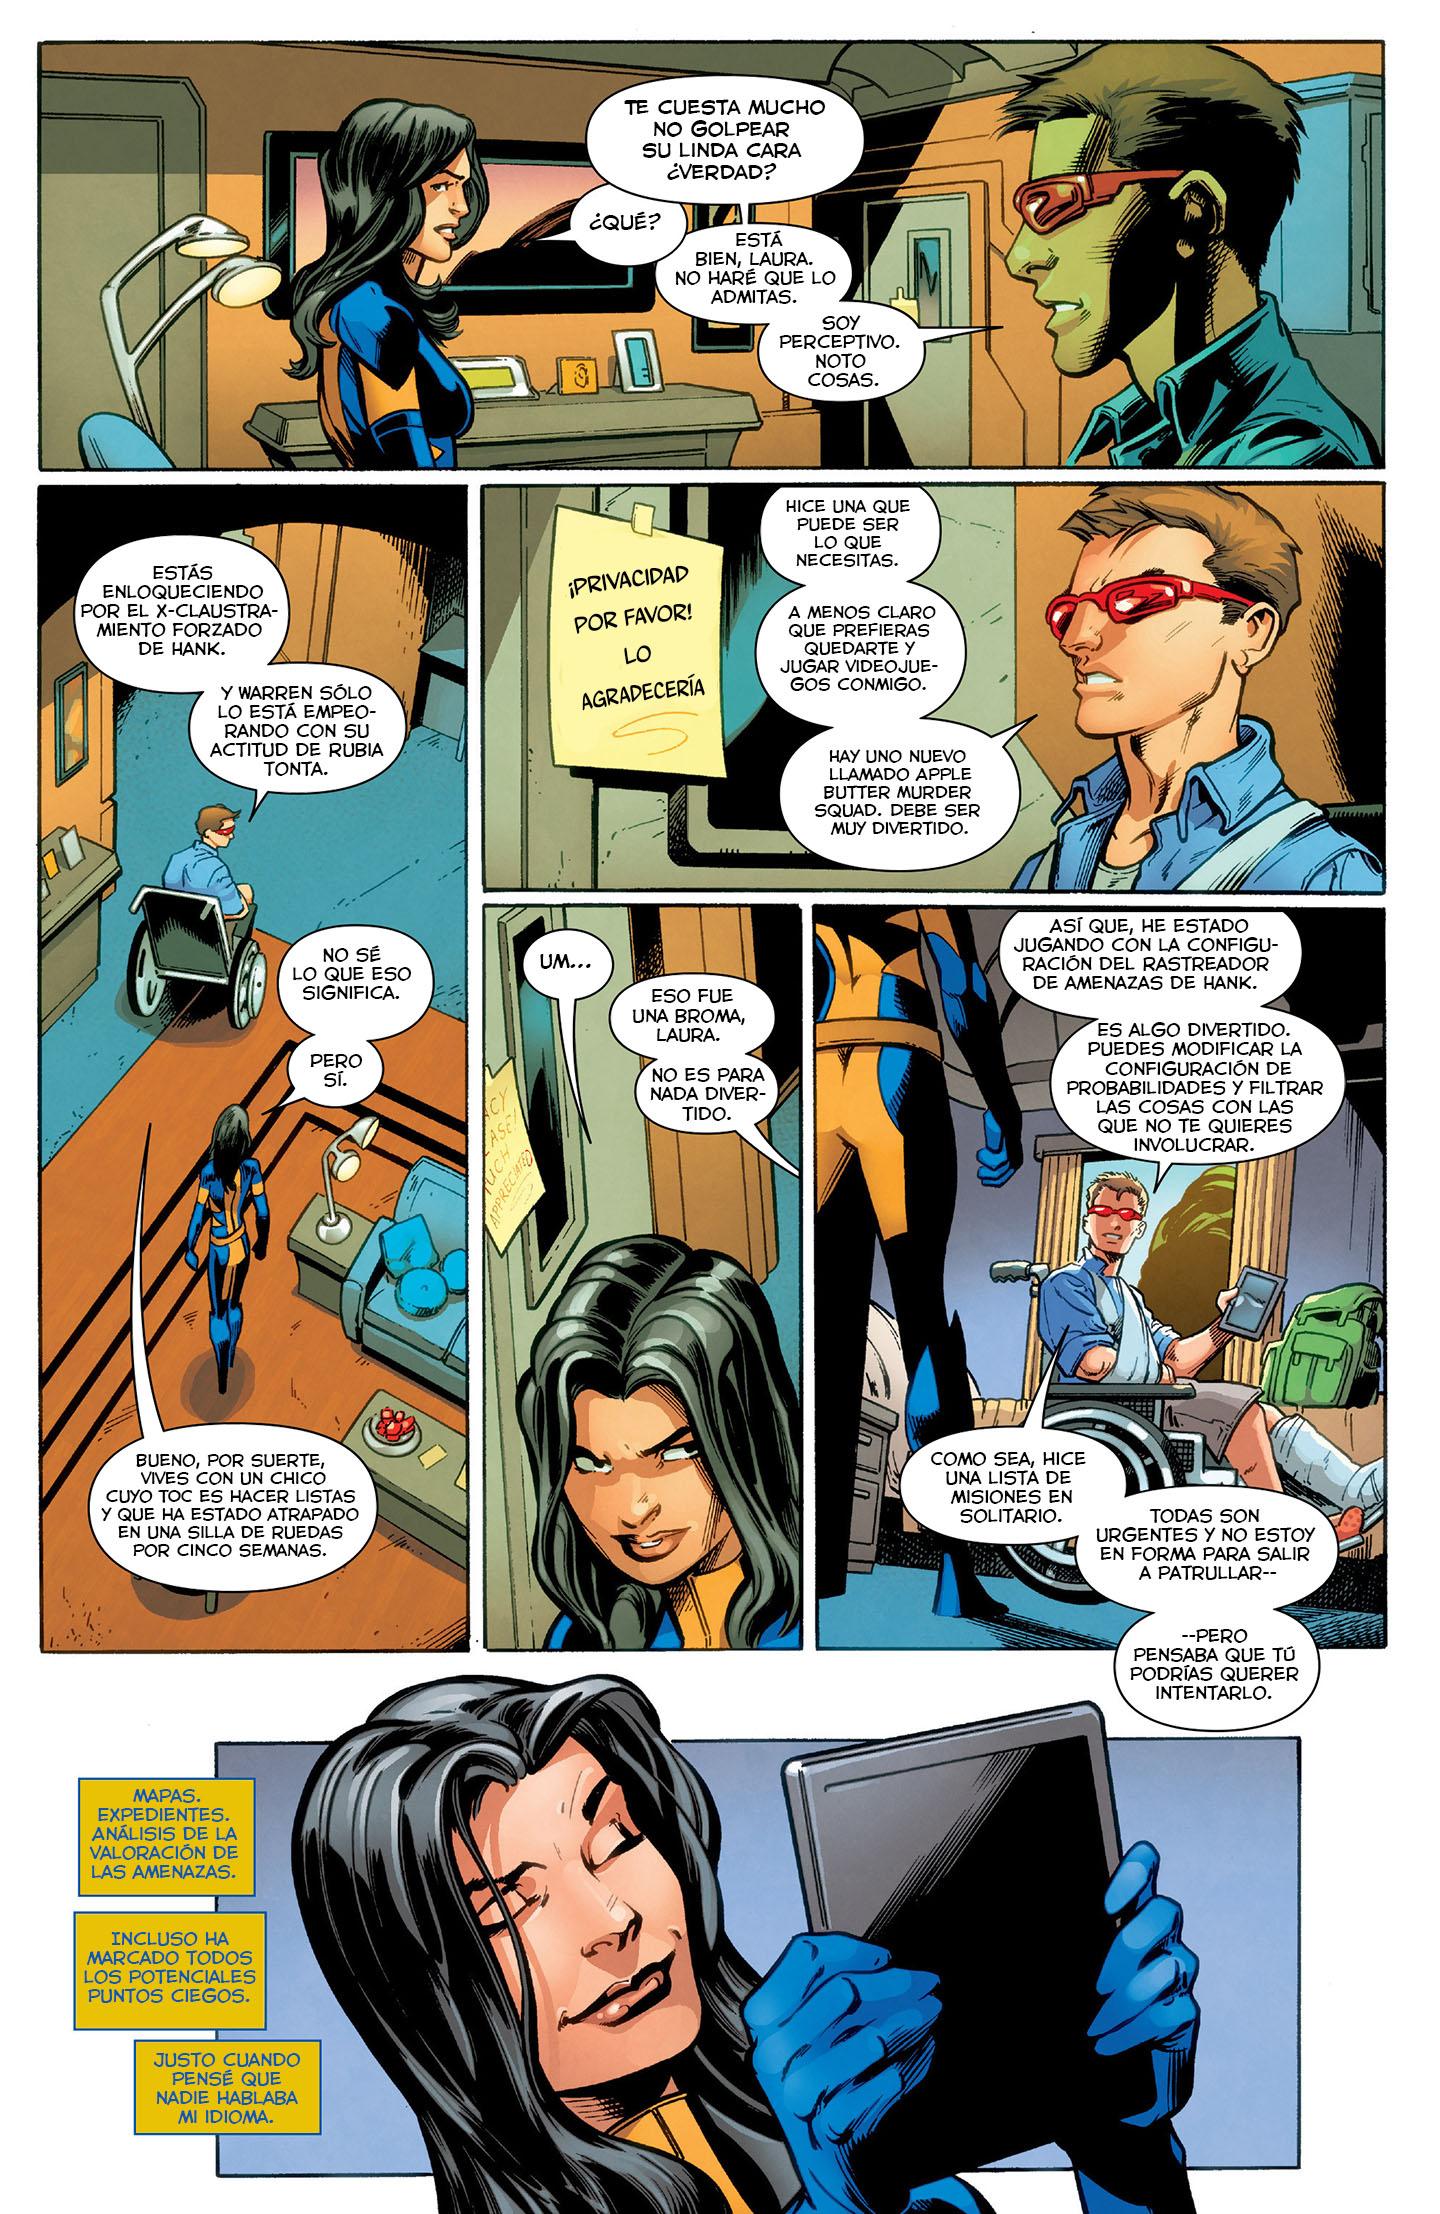 TE CUESTA MUCHO
NO GOLPEAR
SU LINDA CARA
¿VERDAD?
¿QUÉ?
ESTÁ
BIEN, LAURA.
NO HARÉ QUE LO
ADMITAS.
SOY
PERCEPTIVO.
NOTO
COSAS.
ESTÁS
ENLOQUECIENDO
POR EL X-CLAUSTRA-
MIENTO FORZADO
DE HANK.
Y WARREN SÓLO
LO ESTÁ EMPEO-
RANDO CON SU
ACTITUD DE RUBIA
TONTA.
NO SÉ
LO QUE ESO
SIGNIFICA.
PERO
SÍ.
BUENO, POR SUERTE,
VIVES CON UN CHICO
CUYO TOC ES HACER LISTAS
Y QUE HA ESTADO ATRAPADO
EN UNA SILLA DE RUEDAS
POR CINCO SEMANAS.
¡PRIVACIDAD
POR FAVOR!
LO
AGRADECERÍA
S
HICE UNA QUE
PUEDE SER
LO QUE
NECESITAS.
A MENOS CLARO
QUE PREFIERAS
QUEDARTE Y
JUGAR VIDEOJUE-
GOS CONMIGO.
HAY UNO NUEVO
LLAMADO APPLE
BUTTER MURDER
SQUAD. DEBE SER
MUY DIVERTIDO.
UM...
ESO FUE
UNA BROMA,
LAURA.
NO ES PARA
NADA DIVER-
TIDO.
NCY
EASE!
UCH
APPRECIATED
ASÍ QUE, HE ESTADO
JUGANDO CON LA CONFIGU-
RACIÓN DEL RASTREADOR
DE AMENAZAS DE HANK.
ES ALGO DIVERTIDO.
PUEDES MODIFICAR LA
CONFIGURACIÓN DE
PROBABILIDADES Y FILTRAR
LAS COSAS CON LAS
QUE NO TE QUIERES
INVOLUCRAR.
COMO SEA, HICE
UNA LISTA DE
MISIONES EN
SOLITARIO.
TODAS SON
URGENTES Y NO ESTOY
EN FORMA PARA SALIR
A PATRULLAR--
--PERO
PENSABA QUE TÚ
PODRÍAS QUERER
INTENTARLO.
MAPAS.
EXPEDIENTES.
ANÁLISIS DE LA
VALORACIÓN DE
LAS AMENAZAS.
INCLUSO HA
MARCADO TODOS
LOS POTENCIALES
PUNTOS CIEGOS.
JUSTO CUANDO
PENSÉ QUE
NADIE HABLABA
MI IDIOMA.